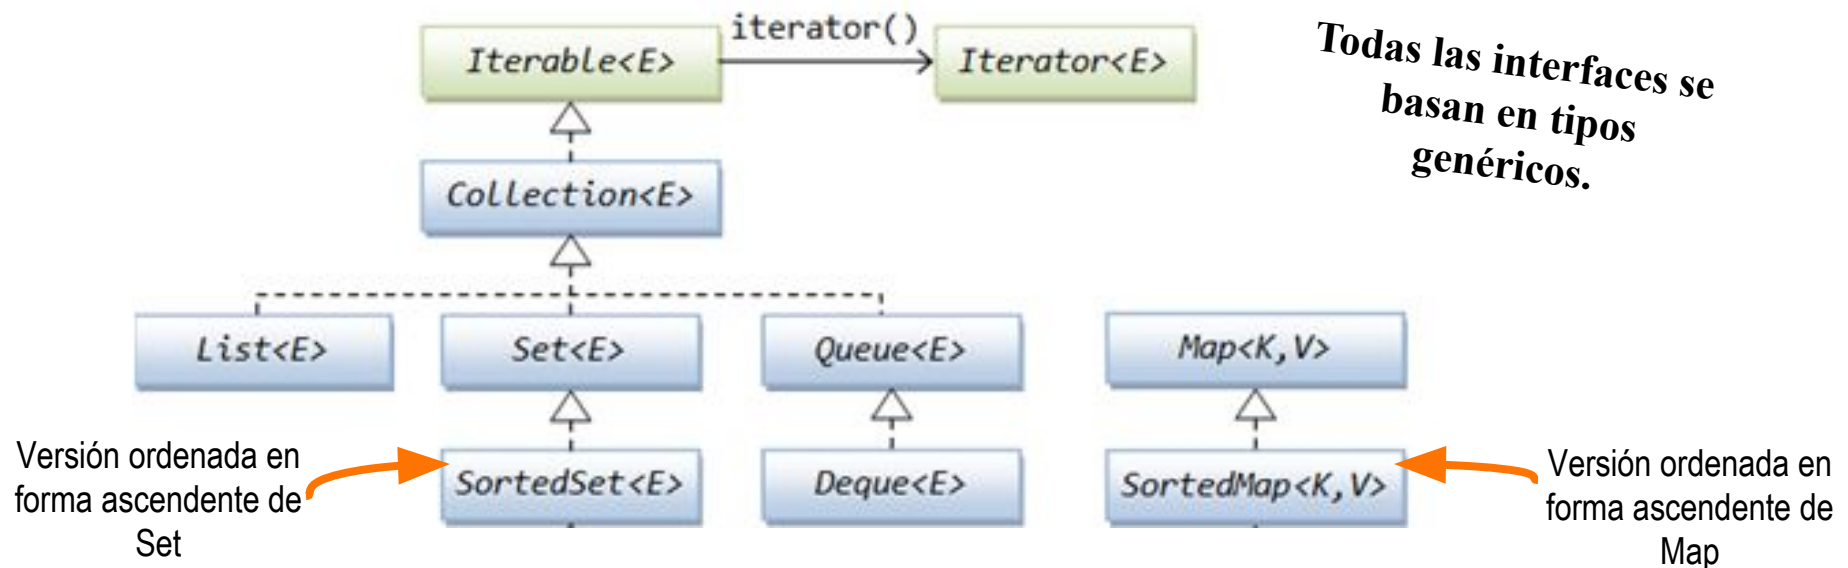 iterator()
Iterable<E>
Iterator<E>
Todas las interfaces se
basan en tipos
genéricos.
Collection<E>
List<E>
Set<E>
Queue<E>
Map<K,V>
Versión ordenada en
forma ascendente de
Set
SortedSet<E>
Deque<E>
SortedMap<K,V>
Versión ordenada en
forma ascendente de
Map